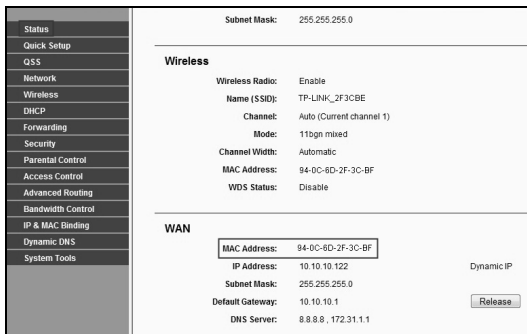 Status
Quick Setup
QSS
Network
Wireless
DHCP
Forwarding
Security
Parental Control
Access Control
Advanced Routing
Bandwidth Control
IP & MAC Binding
Dynamic DNS
System Tools
Subnet Mask: 255.255.255.0
Wireless
Wireless Radio: Enable
Name (SSID): TP-LINK_2F3CBE
Channel: Auto (Current channel 1)
Mode: 11bgn mixed
Channel Width: Automatic
MAC Address: 94-0C-6D-2F-3C-BF
WDS Status: Disable
WAN
MAC Address: 94-0C-6D-2F-3C-BF
IP Address: 10.10.10.122 Dynamic IP
Subnet Mask: 255.255.255.0
Default Gateway: 10.10.10.1 Release
DNS Server: 8.8.8.8 , 172.31.1.1